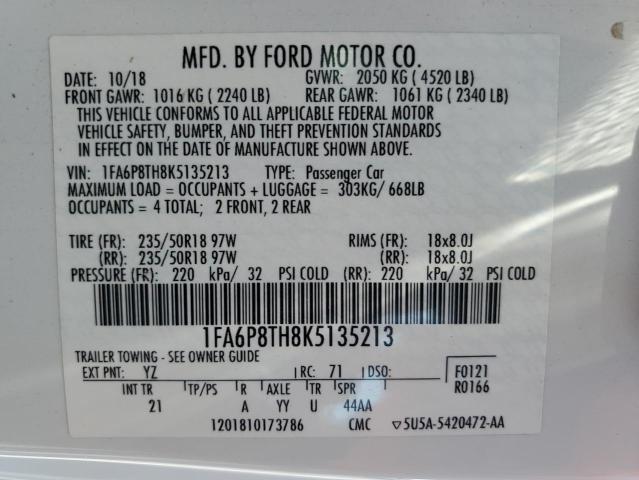 MFD. BY FORD MOTOR CO.
DATE: 10/18 GVWR: 2050 KG ( 4520 LB)
FRONT GAWR: 1016 KG ( 2240 LB) REAR GAWR: 1061 KG ( 2340 LB)
THIS VEHICLE CONFORMS TO ALL APPLICABLE FEDERAL MOTOR
VEHICLE SAFETY, BUMPER, AND THEFT PREVENTION STANDARDS
IN EFFECT ON THE DATE OF MANUFACTURE SHOWN ABOVE.
VIN: 1FA6P8TH8K5135213 TYPE: Passenger Car
MAXIMUM LOAD = OCCUPANTS + LUGGAGE = 303KG/ 668LB
OCCUPANTS = 4 TOTAL; 2 FRONT, 2 REAR
TIRE (FR): 235/50R18 97W RIMS (FR): 18x8.0J
(RR): 235/50R18 97W (RR): 18x8.0J
PRESSURE (FR): 220 kPa/ 32 PSI COLD (RR): 220 kPa/ 32 PSI COLD
1FA6P8TH8K5135213
TRAILER TOWING - SEE OWNER GUIDE
EXT PNT: YZ RC: 71 DSO: F0121
INT TR TP/PS R AXLE TR SPR R0166
21 A YY U 44AA
1201810173786 CMC ▽5U5A-5420472-AA